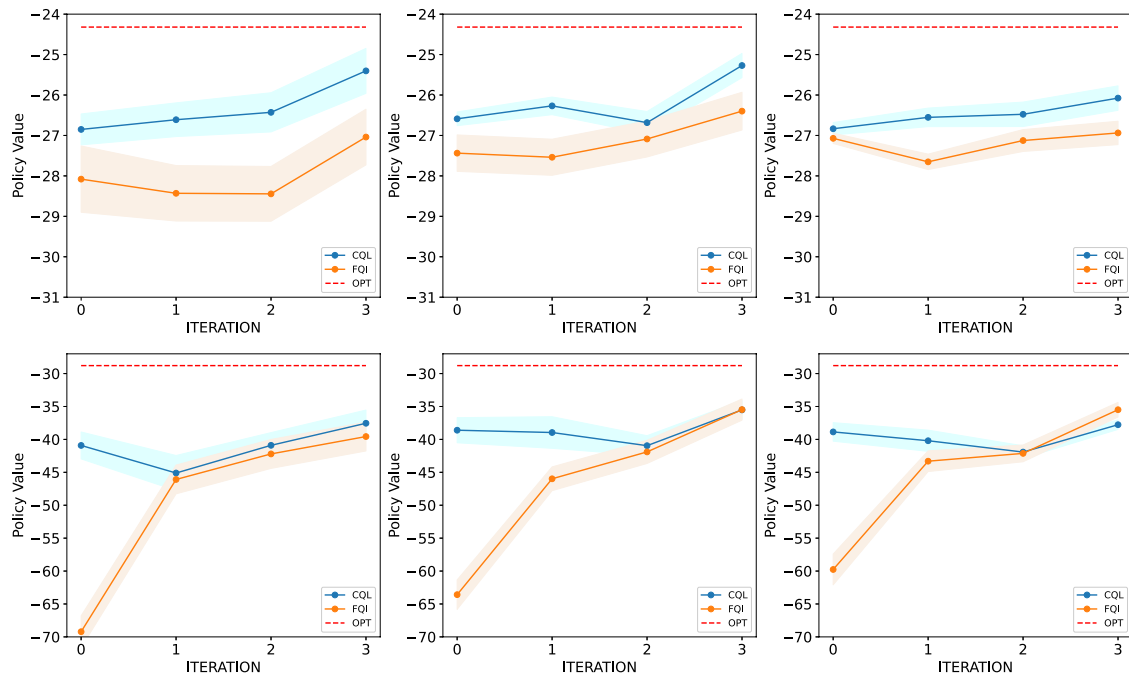 −24
−25
−26
−27
−28
−29
−30
−31
Policy Value
0 1 2 3
ITERATION
CQL
FQI
OPT
−24
−25
−26
−27
−28
−29
−30
−31
Policy Value
0 1 2 3
ITERATION
CQL
FQI
OPT
−24
−25
−26
−27
−28
−29
−30
−31
Policy Value
0 1 2 3
ITERATION
CQL
FQI
OPT
−30
−35
−40
−45
−50
−55
−60
−65
−70
Policy Value
0 1 2 3
ITERATION
CQL
FQI
OPT
−30
−35
−40
−45
−50
−55
−60
−65
−70
Policy Value
0 1 2 3
ITERATION
CQL
FQI
OPT
−30
−35
−40
−45
−50
−55
−60
−65
−70
Policy Value
0 1 2 3
ITERATION
CQL
FQI
OPT